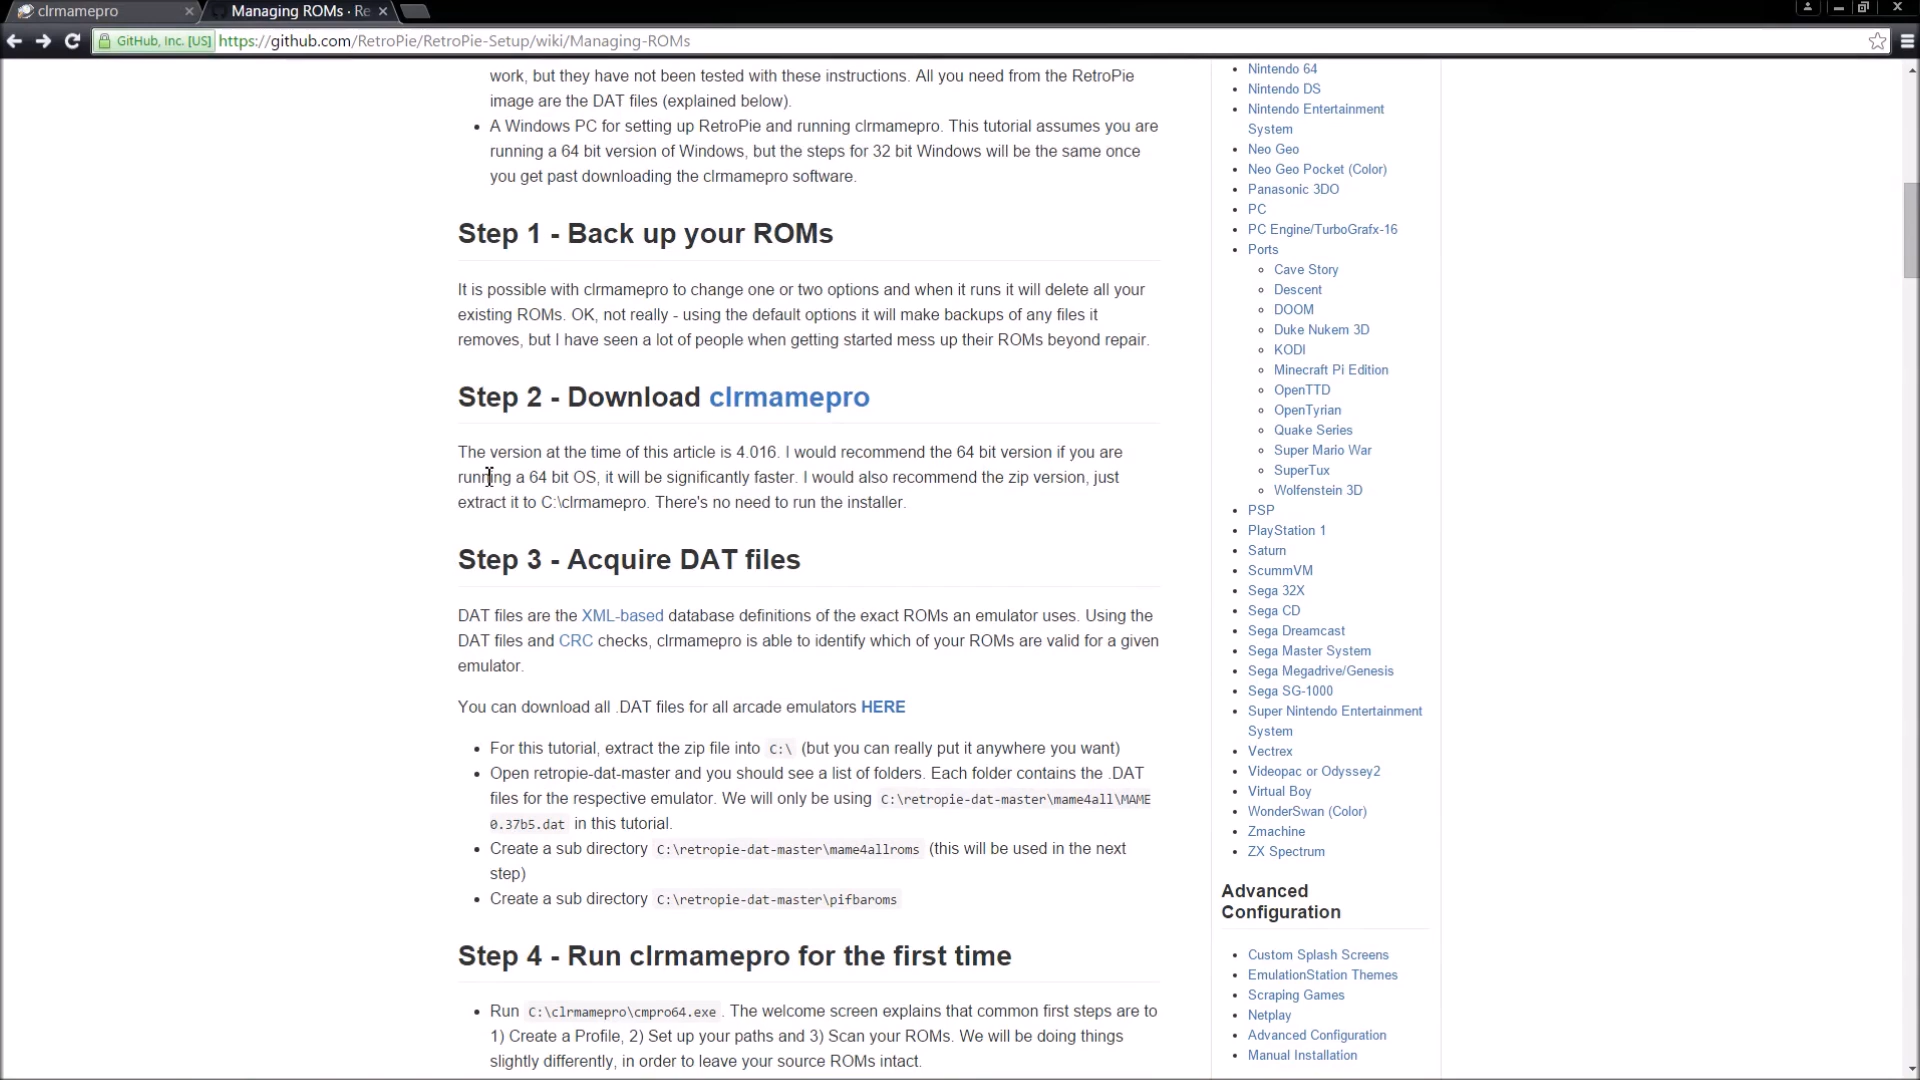 clrmamepro
Managing ROMs · Re
GitHub, Inc. [US] https://github.com/RetroPie/RetroPie-Setup/wiki/Managing-ROMs
work, but they have not been tested with these instructions. All you need from the RetroPie
image are the DAT files (explained below).
A Windows PC for setting up RetroPie and running clrmamepro. This tutorial assumes you are
running a 64 bit version of Windows, but the steps for 32 bit Windows will be the same once
you get past downloading the clrmamepro software.
Step 1 - Back up your ROMs
It is possible with clrmamepro to change one or two options and when it runs it will delete all your
existing ROMs. OK, not really - using the default options it will make backups of any files it
removes, but I have seen a lot of people when getting started mess up their ROMs beyond repair.
Step 2 - Download clrmamepro
The version at the time of this article is 4.016. I would recommend the 64 bit version if you are
running a 64 bit OS, it will be significantly faster. I would also recommend the zip version, just
extract it to C:\clrmamepro. There's no need to run the installer.
Step 3 - Acquire DAT files
DAT files are the XML-based database definitions of the exact ROMs an emulator uses. Using the
DAT files and CRC checks, clrmamepro is able to identify which of your ROMs are valid for a given
emulator.
You can download all .DAT files for all arcade emulators HERE
For this tutorial, extract the zip file into C:\ (but you can really put it anywhere you want)
Open retropie-dat-master and you should see a list of folders. Each folder contains the .DAT
files for the respective emulator. We will only be using C:\retropie-dat-master\mame4all\MAME
0.37b5.dat in this tutorial.
Create a sub directory C:\retropie-dat-master\mame4allroms (this will be used in the next
step)
Create a sub directory C:\retropie-dat-master\pifbaroms
Step 4 - Run clrmamepro for the first time
Run C:\clrmamepro\cmpro64.exe . The welcome screen explains that common first steps are to
1) Create a Profile, 2) Set up your paths and 3) Scan your ROMs. We will be doing things
slightly differently, in order to leave your source ROMs intact.
Nintendo 64
Nintendo DS
Nintendo Entertainment
System
Neo Geo
Neo Geo Pocket (Color)
Panasonic 3DO
PC
PC Engine/TurboGrafx-16
Ports
Cave Story
Descent
DOOM
Duke Nukem 3D
KODI
Minecraft Pi Edition
OpenTTD
OpenTyrian
Quake Series
Super Mario War
SuperTux
Wolfenstein 3D
PSP
PlayStation 1
Saturn
ScummVM
Sega 32X
Sega CD
Sega Dreamcast
Sega Master System
Sega Megadrive/Genesis
Sega SG-1000
Super Nintendo Entertainment
System
Vectrex
Videopac or Odyssey2
Virtual Boy
WonderSwan (Color)
Zmachine
ZX Spectrum
Advanced
Configuration
Custom Splash Screens
EmulationStation Themes
Scraping Games
Netplay
Advanced Configuration
Manual Installation